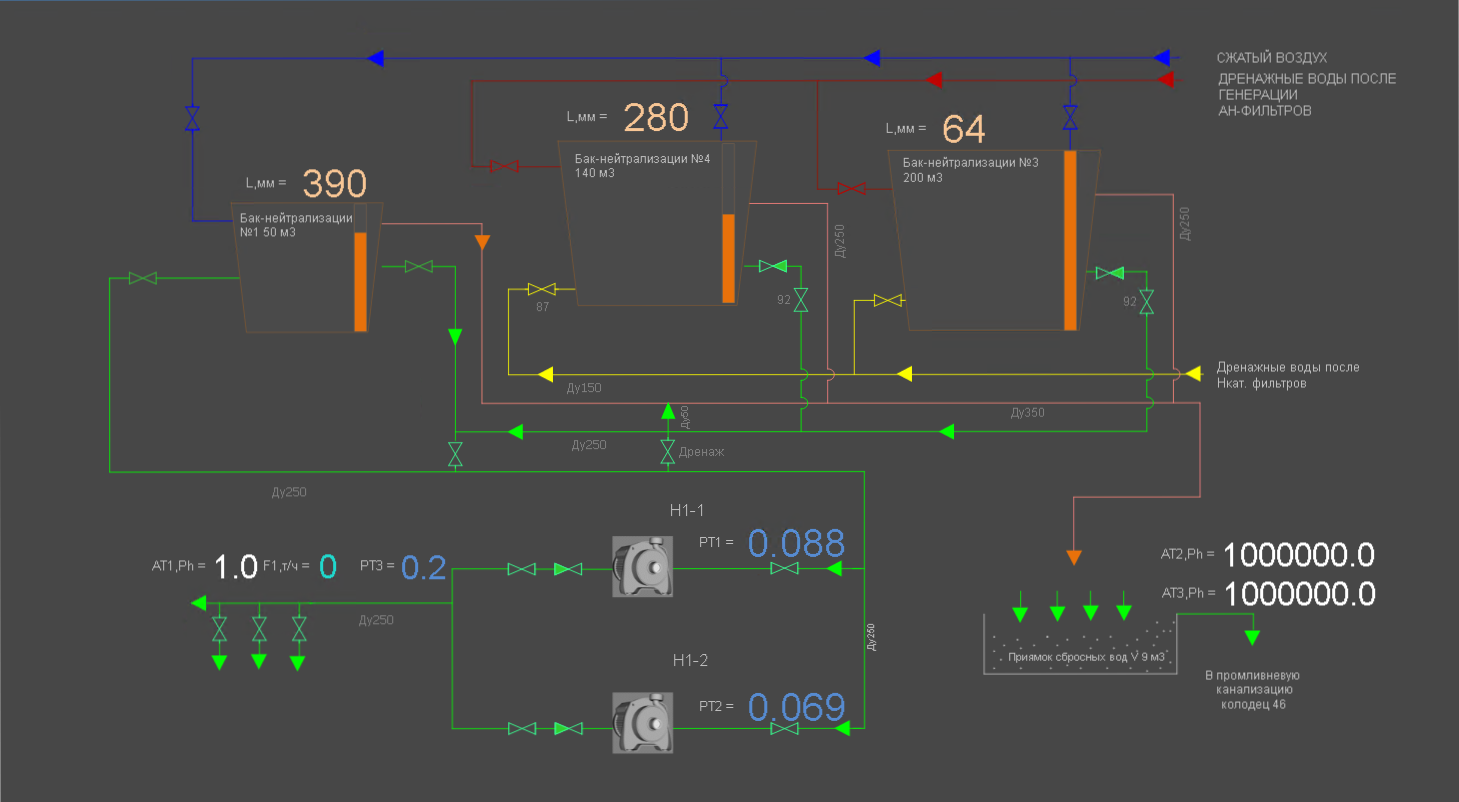 СЖАТЫЙ ВОЗДУХ
ДРЕНАЖНЫЕ ВОДЫ ПОСЛЕ
ГЕНЕРАЦИИ
АН-ФИЛЬТРОВ
L,мм = 280
L,мм = 64
Бак-нейтрализации №4
140 м3
Бак-нейтрализации №3
200 м3
L,мм = 390
Бак-нейтрализации
№1 50 м3
Ду250
Ду250
87
92
92
Дренажные воды после
Нкат. фильтров
Ду150
Ду50
Ду350
Ду250
Дренаж
Ду250
Н1-1
PT1 = 0.088
AT1,Ph = 1.0
F1,т/ч = 0
PT3 = 0.2
AT2,Ph = 1000000.0
AT3,Ph = 1000000.0
Ду250
Ду250
Н1-2
PT2 = 0.069
Приямок сбросных вод V 9 м3
В промливневую
канализацию
колодец 46